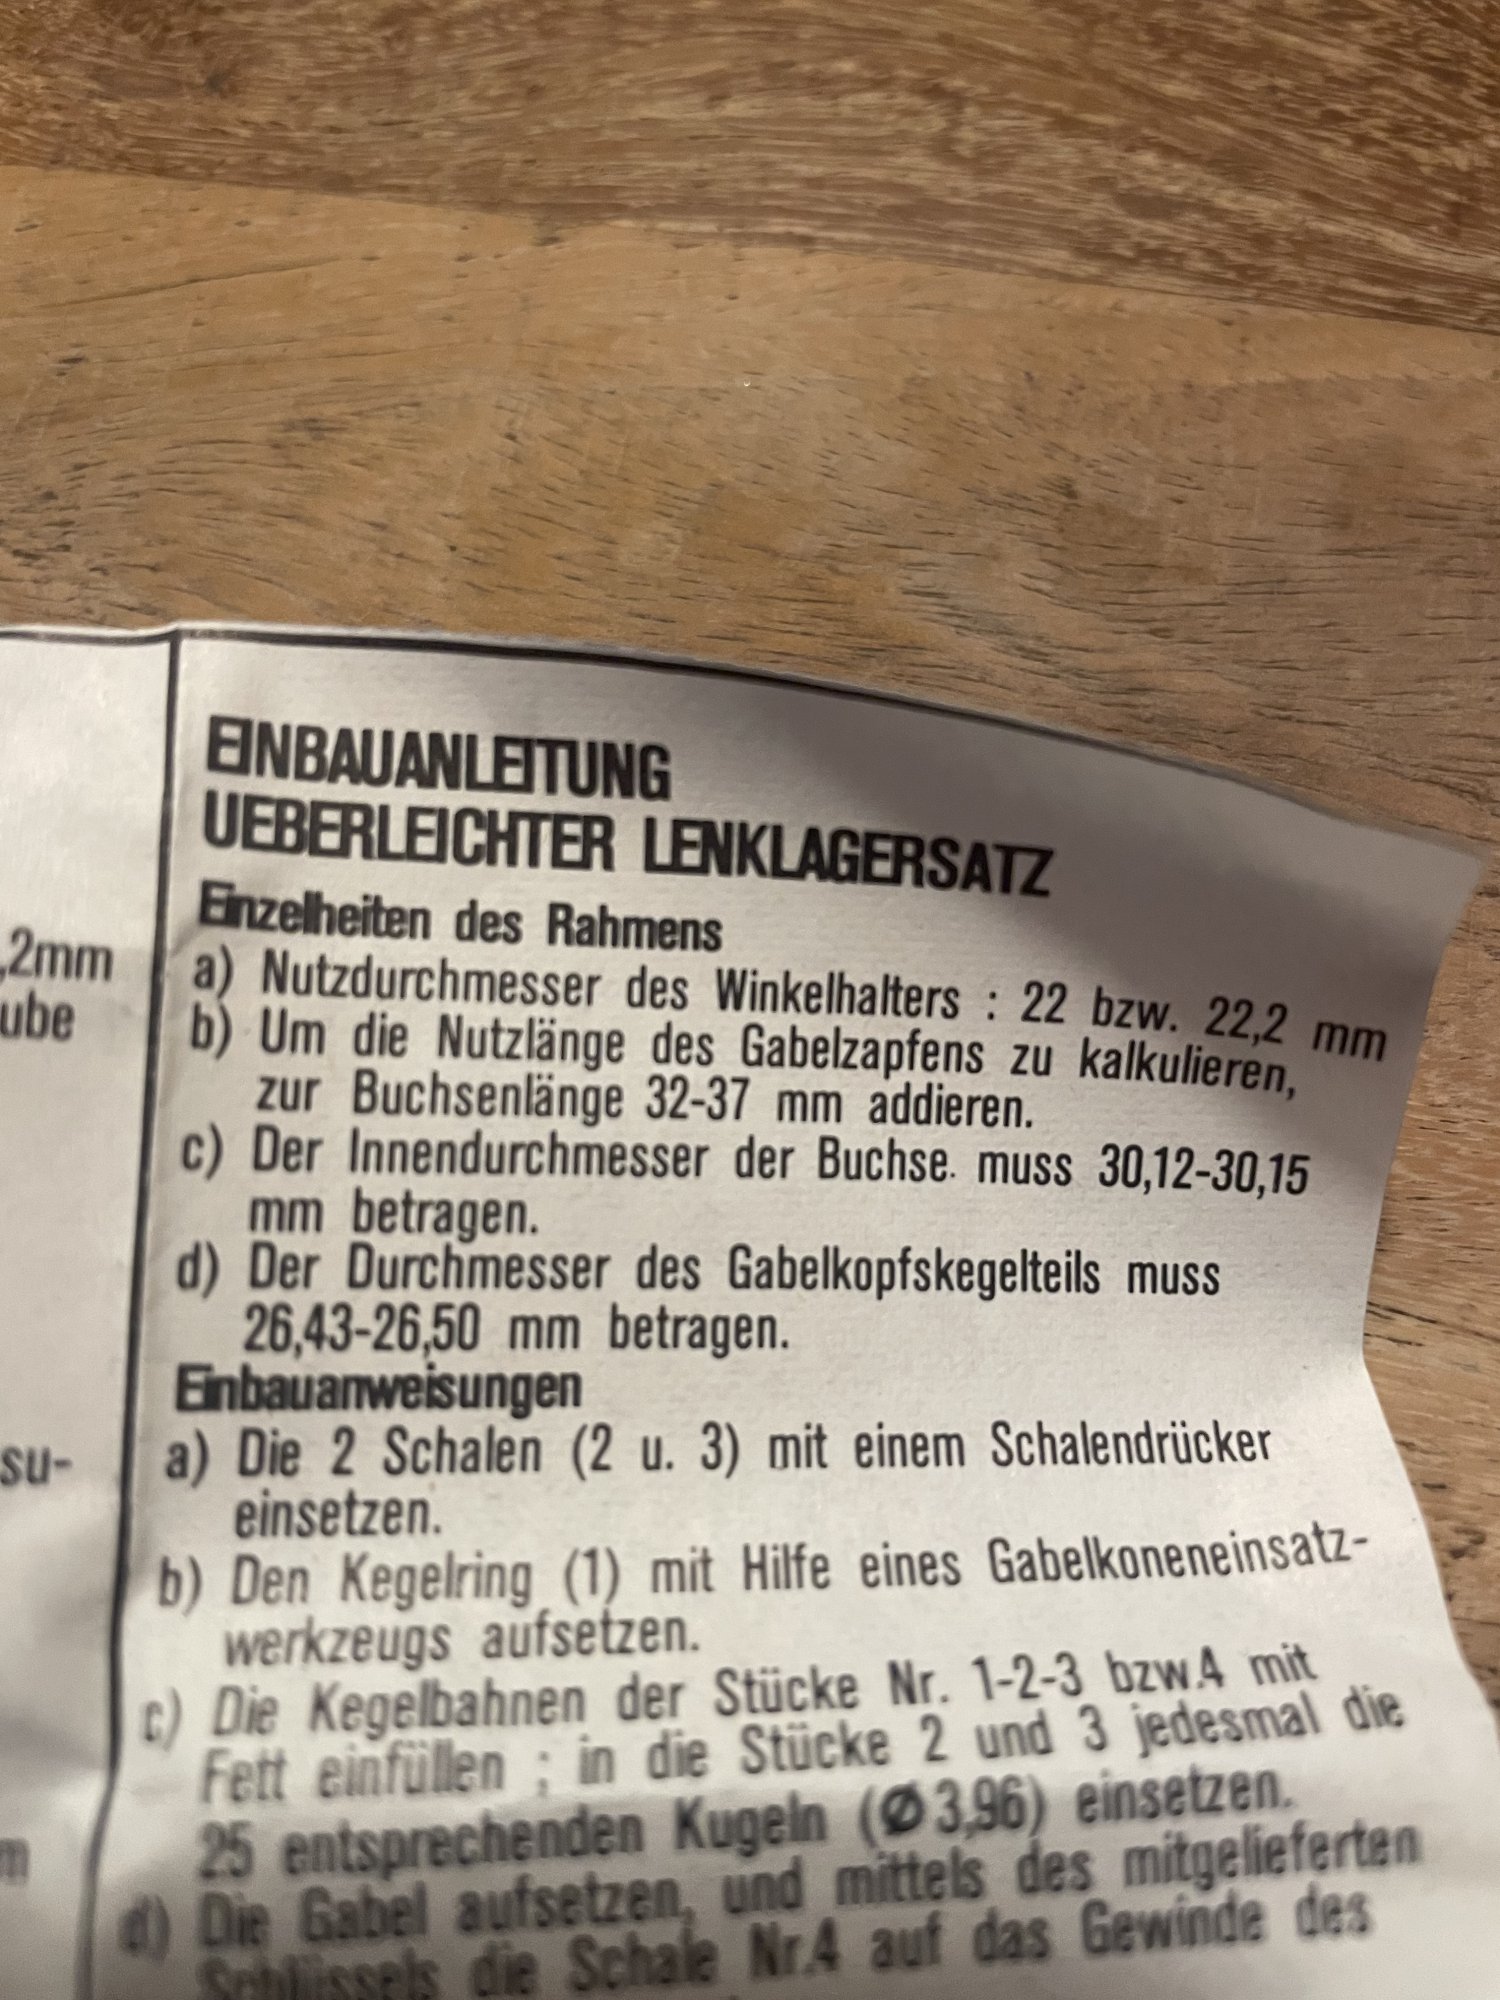 ,2mm
ube
su-
EINBAUANLEITUNG
UEBERLEICHTER LENKLAGERSATZ
Einzelheiten des Rahmens
a) Nutzdurchmesser des Winkelhalters : 22 bzw. 22,2 mm
b) Um die Nutzlänge des Gabelzapfens zu kalkulieren,
zur Buchsenlänge 32-37 mm addieren.
c) Der Innendurchmesser der Buchse. muss 30,12-30,15
mm betragen.
d) Der Durchmesser des Gabelkopfskegelteils muss
26,43-26,50 mm betragen.
Einbauanweisungen
a) Die 2 Schalen (2 u. 3) mit einem Schalendrücker
einsetzen.
b) Den Kegelring (1) mit Hilfe eines Gabelkoneneinsatz-
werkzeugs aufsetzen.
c) Die Kegelbahnen der Stücke Nr. 1-2-3 bzw.4 mit
Fett einfüllen ; in die Stücke 2 und 3 jedesmal die
25 entsprechenden Kugeln (Ø 3,96) einsetzen.
d) Die Gabel aufsetzen, und mittels des mitgelieferten
Schlüssels die Schale Nr.4 auf das Gewinde des